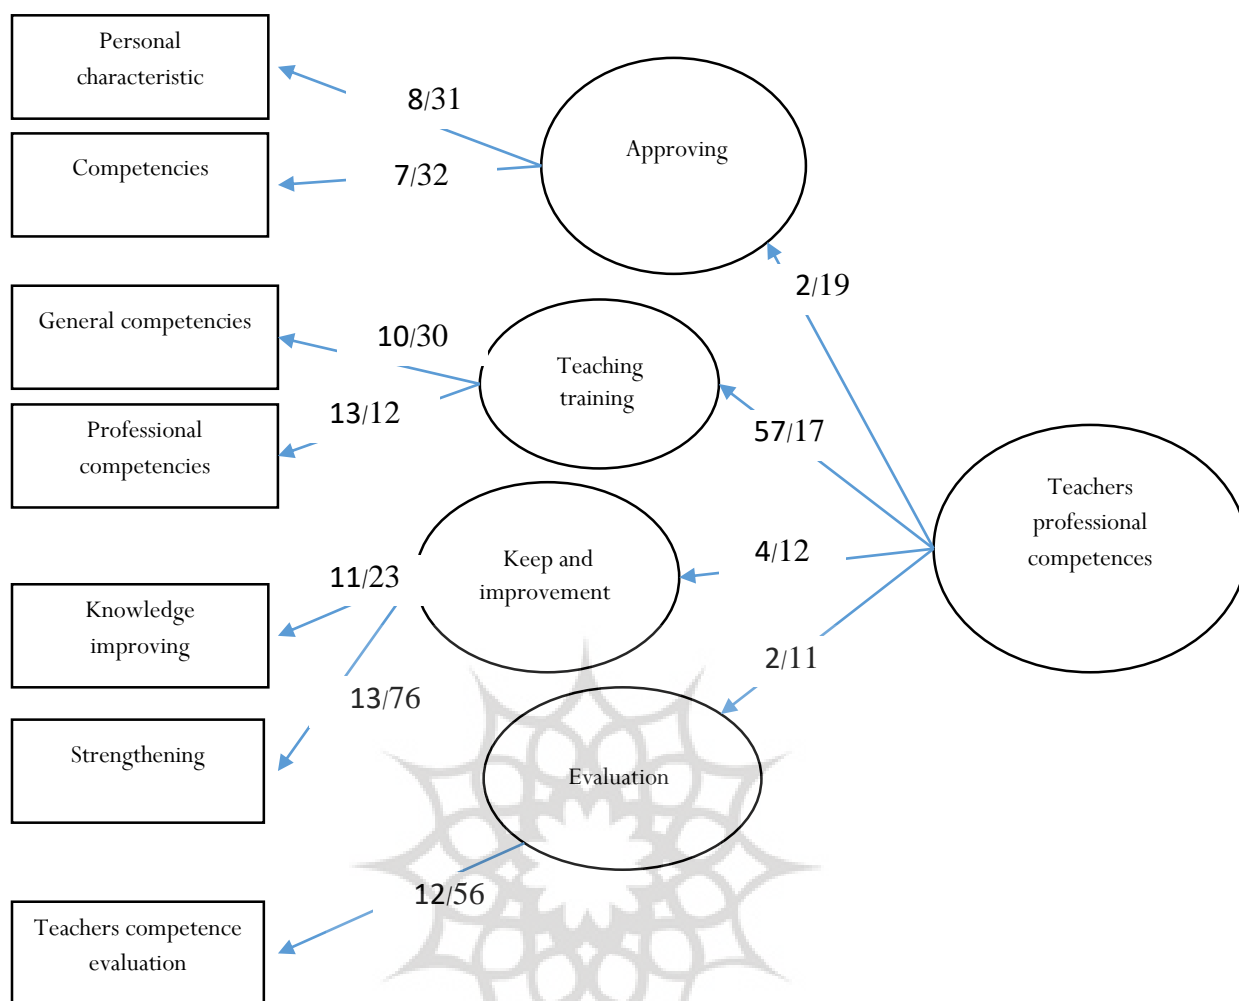 Personal
characteristic
8/31
Approving
Competencies
7/32
2/19
General competencies
10/30
Teaching
training
13/12
Professional
competencies
57/17
Teachers
professional
competences
4/12
Keep and
improvement
11/23
Knowledge
improving
2/11
13/76
Strengthening
Evaluation
12/56
Teachers competence
evaluation